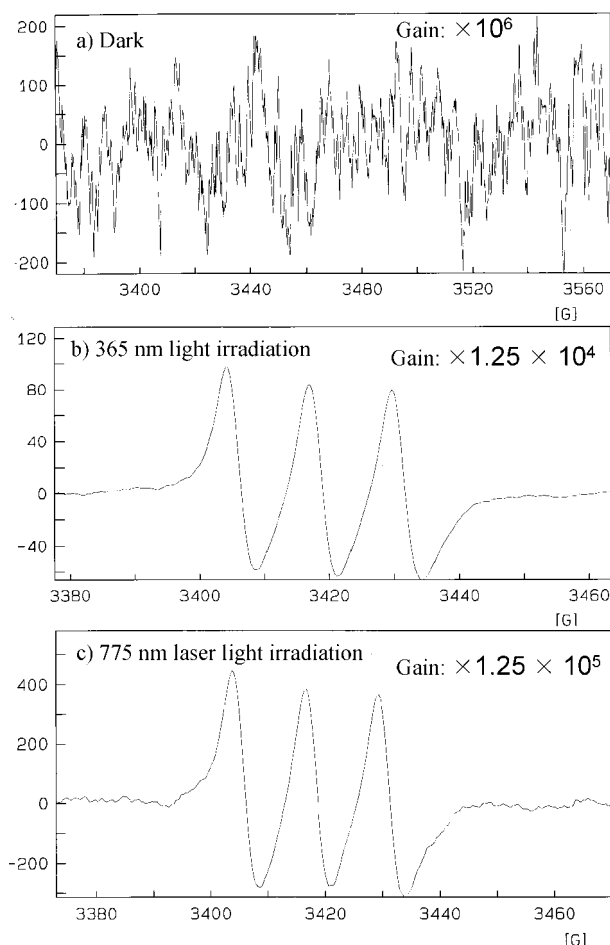 a) Dark
Gain: ×10⁶
200
100
0
-100
-200
3400 3440 3480 3520 3560
[G]
b) 365 nm light irradiation
Gain: ×1.25 × 10⁴
120
80
40
0
-40
3380 3400 3420 3440 3460
[G]
c) 775 nm laser light irradiation
Gain: ×1.25 × 10⁵
400
200
0
-200
3380 3400 3420 3440 3460
[G]